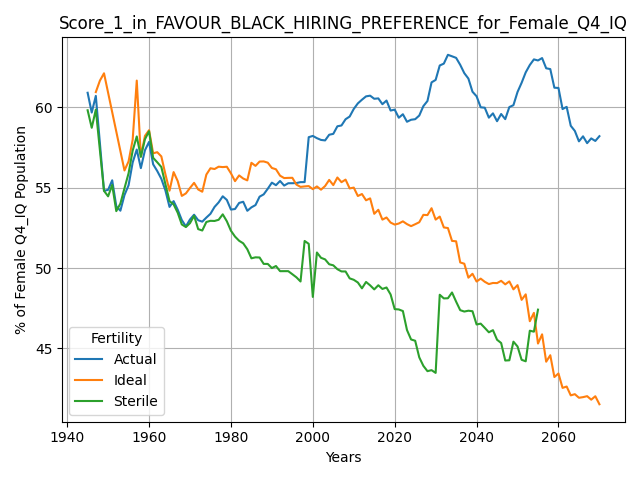 Score_1_in_FAVOUR_BLACK_HIRING_PREFERENCE_for_Female_Q4_IQ
% of Female Q4_IQ Population
60
55
50
45
Fertility
Actual
Ideal
Sterile
1940 1960 1980 2000 2020 2040 2060
Years